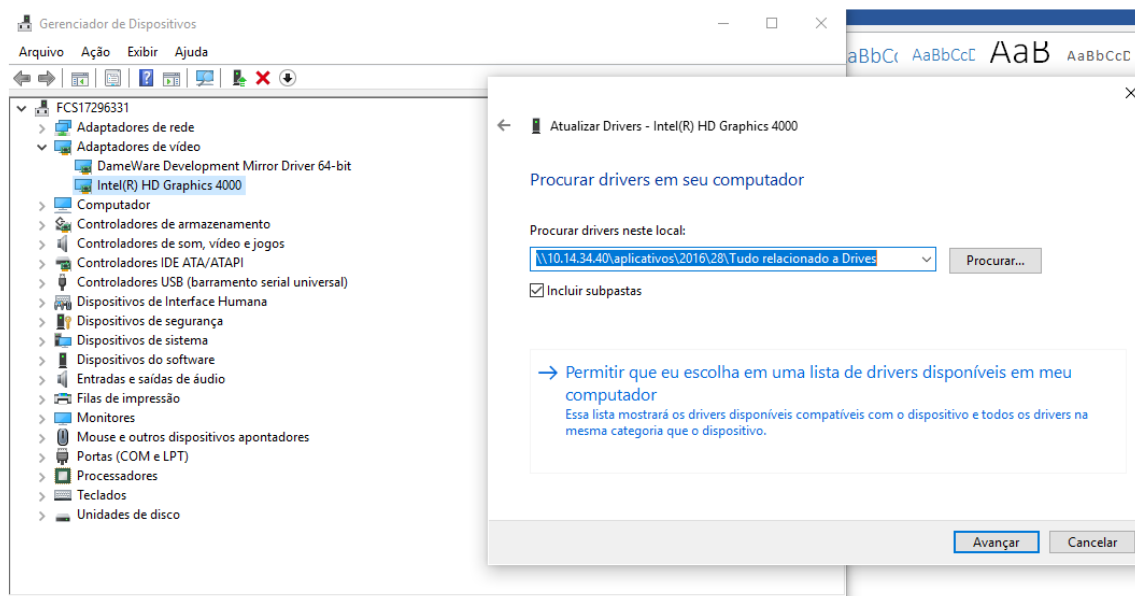 Gerenciador de Dispositivos
Arquivo Ação Exibir Ajuda
FCS17296331
Adaptadores de rede
Adaptadores de vídeo
DameWare Development Mirror Driver 64-bit
Intel(R) HD Graphics 4000
Computador
Controladores de armazenamento
Controladores de som, vídeo e jogos
Controladores IDE ATA/ATAPI
Controladores USB (barramento serial universal)
Dispositivos de Interface Humana
Dispositivos de segurança
Dispositivos de sistema
Dispositivos do software
Entradas e saídas de áudio
Filas de impressão
Monitores
Mouse e outros dispositivos apontadores
Portas (COM e LPT)
Processadores
Teclados
Unidades de disco
aBbCc AaBbCcD AaB AaBbCcD
Atualizar Drivers - Intel(R) HD Graphics 4000
Procurar drivers em seu computador
Procurar drivers neste local:
\\10.14.34.40\aplicativos\2016\28\Tudo relacionado a Drives
Procurar...
Incluir subpastas
Permitir que eu escolha em uma lista de drivers disponíveis em meu
computador
Essa lista mostrará os drivers disponíveis compatíveis com o dispositivo e todos os drivers na
mesma categoria que o dispositivo.
Avançar Cancelar